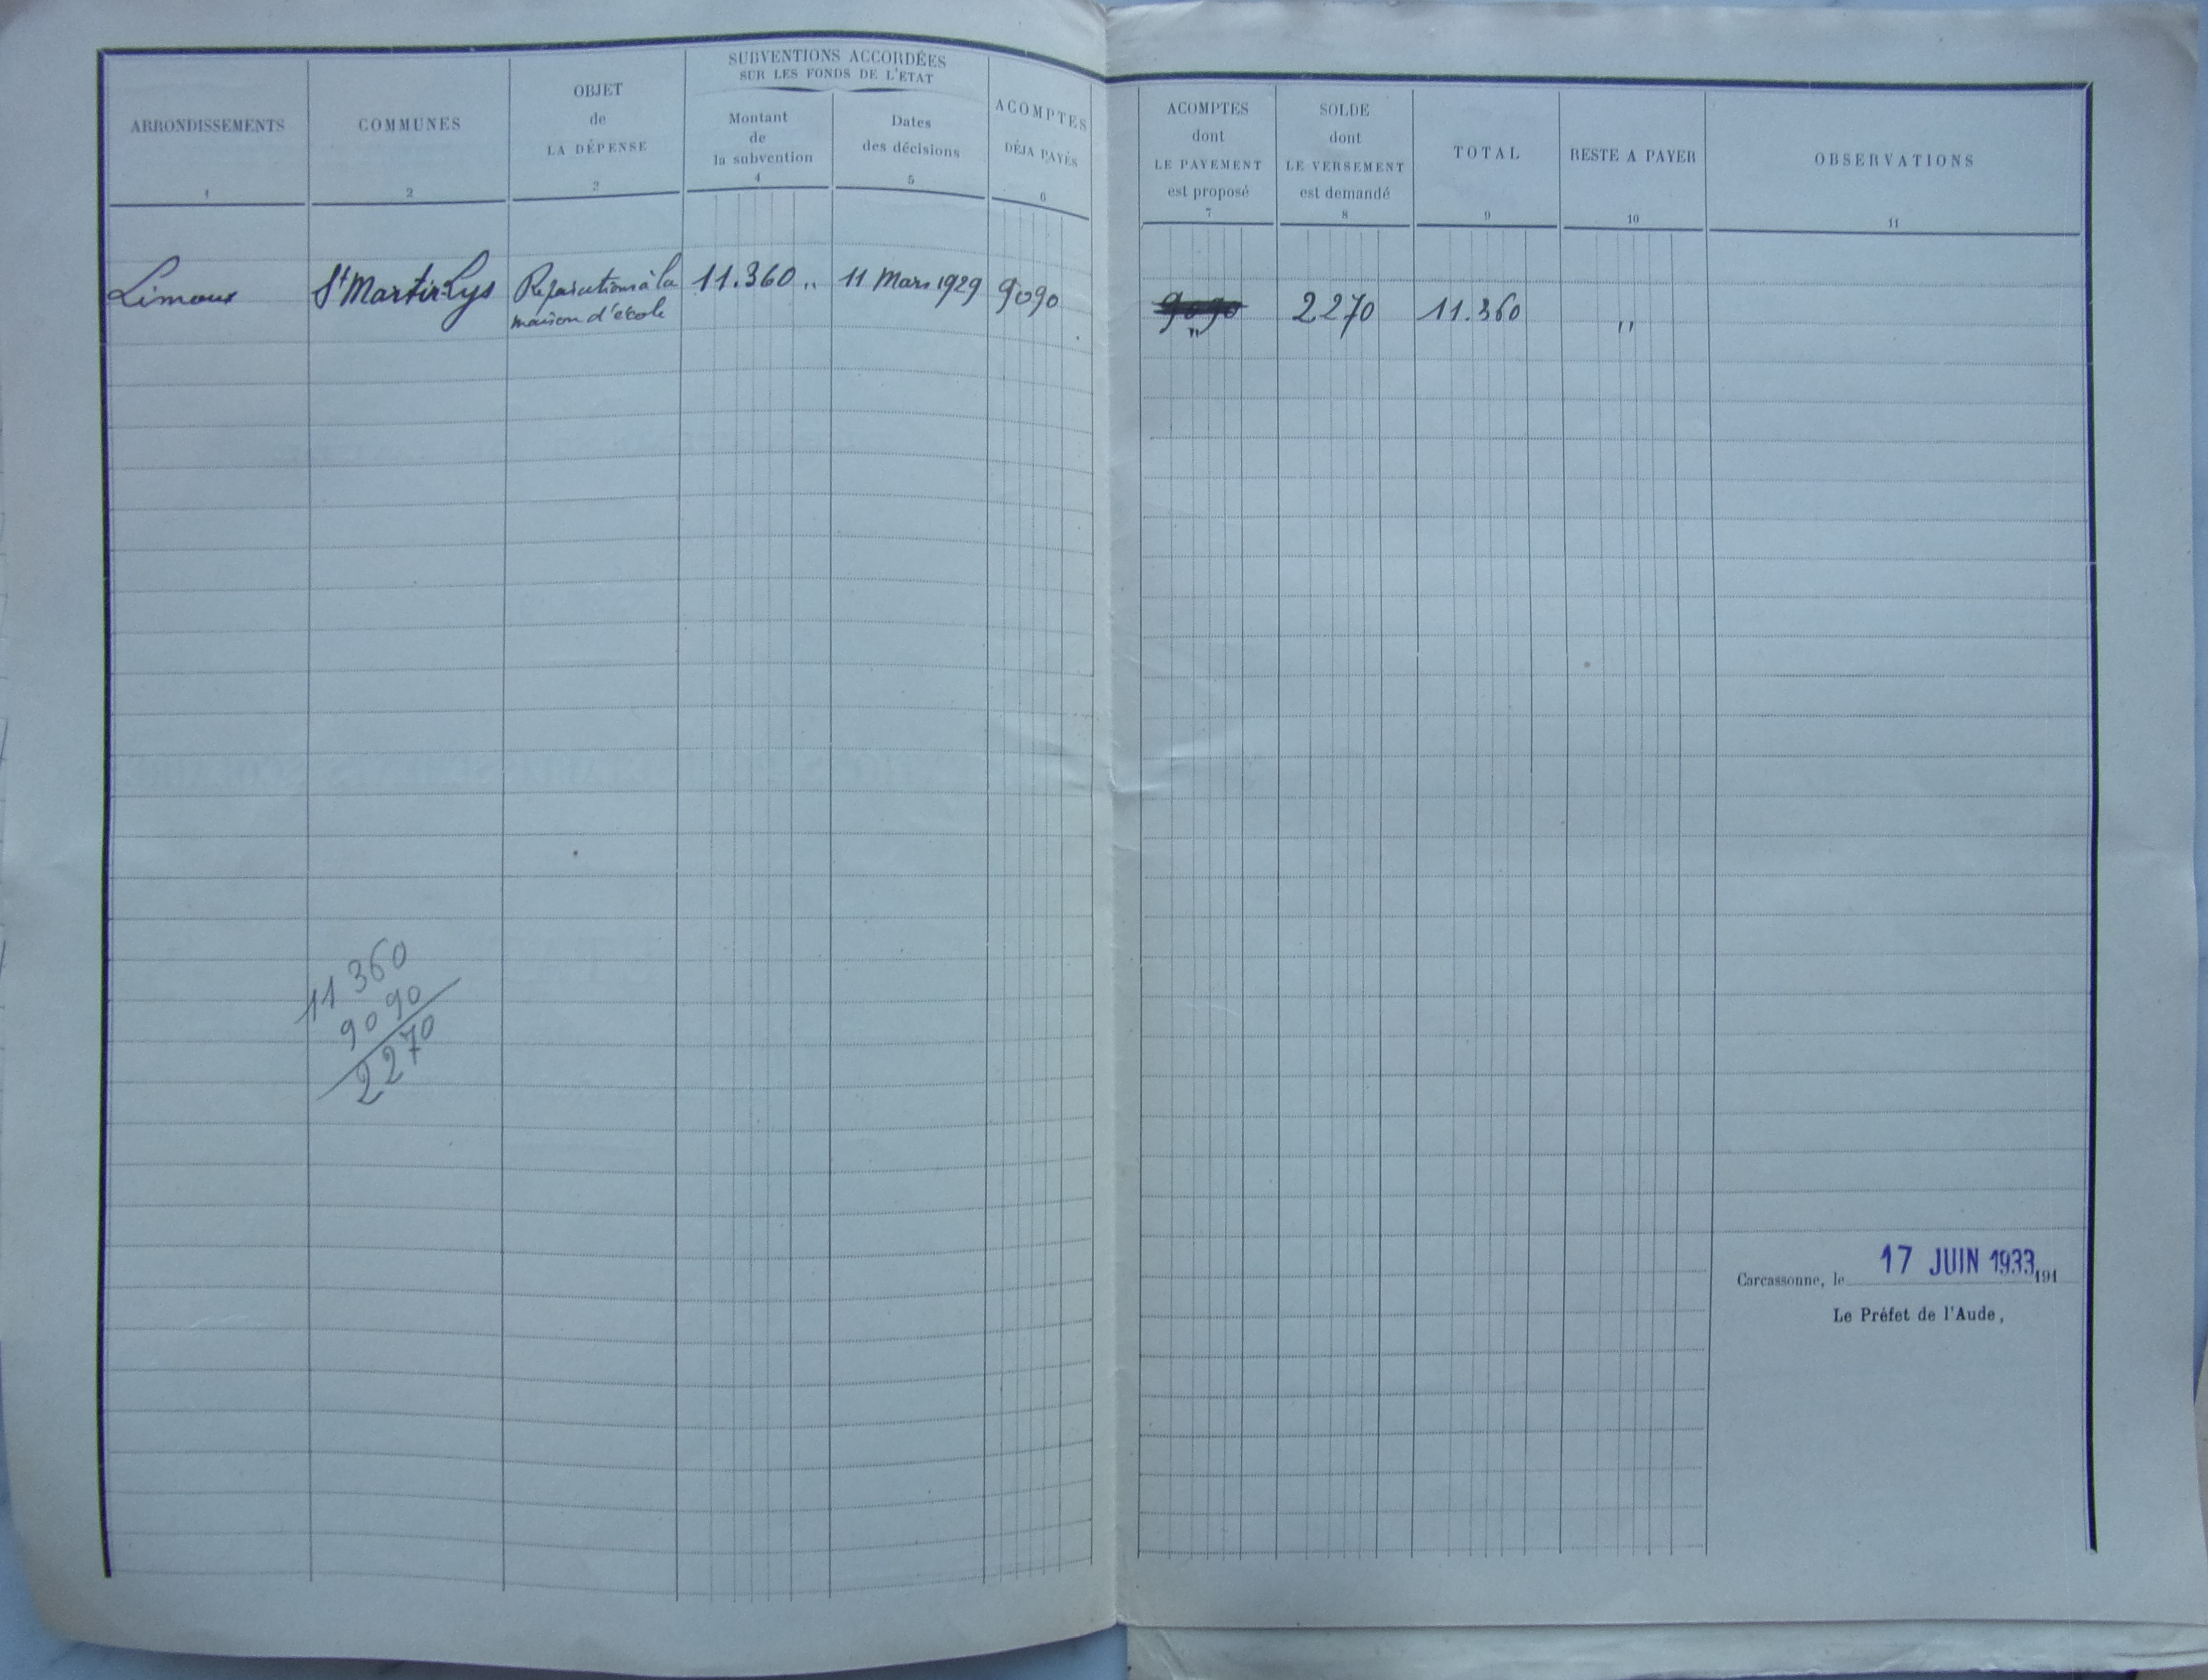 ARRONDISSEMENTS
1
COMMUNES
2
OBJET
de
LA DÉPENSE
3
SUBVENTIONS ACCORDÉES
SUR LES FONDS DE L'ETAT
Montant
de
la subvention
4
Dates
des décisions
5
ACOMPTES
DÉJA PAYÉS
6
ACOMPTES
dont
LE PAYEMENT
est proposé
7
SOLDE
dont
LE VERSEMENT
est demandé
8
TOTAL
9
RESTE A PAYER
10
OBSERVATIONS
11
Limoux
St Martin-Lys
Réparations à la
maison d'école
11.360 "
11 Mars 1929
9090
9090
"
2270
11.360
"
11 360
9090
2270
17 JUIN 1933
Carcassonne, le 191
Le Préfet de l'Aude,